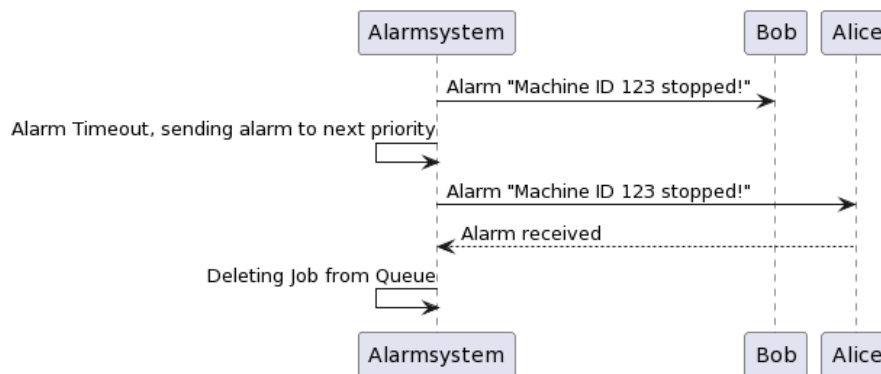 Alarmsystem
Bob
Alice
Alarm "Machine ID 123 stopped!"
Alarm Timeout, sending alarm to next priority
Alarm "Machine ID 123 stopped!"
Alarm received
Deleting Job from Queue
Alarmsystem
Bob
Alice